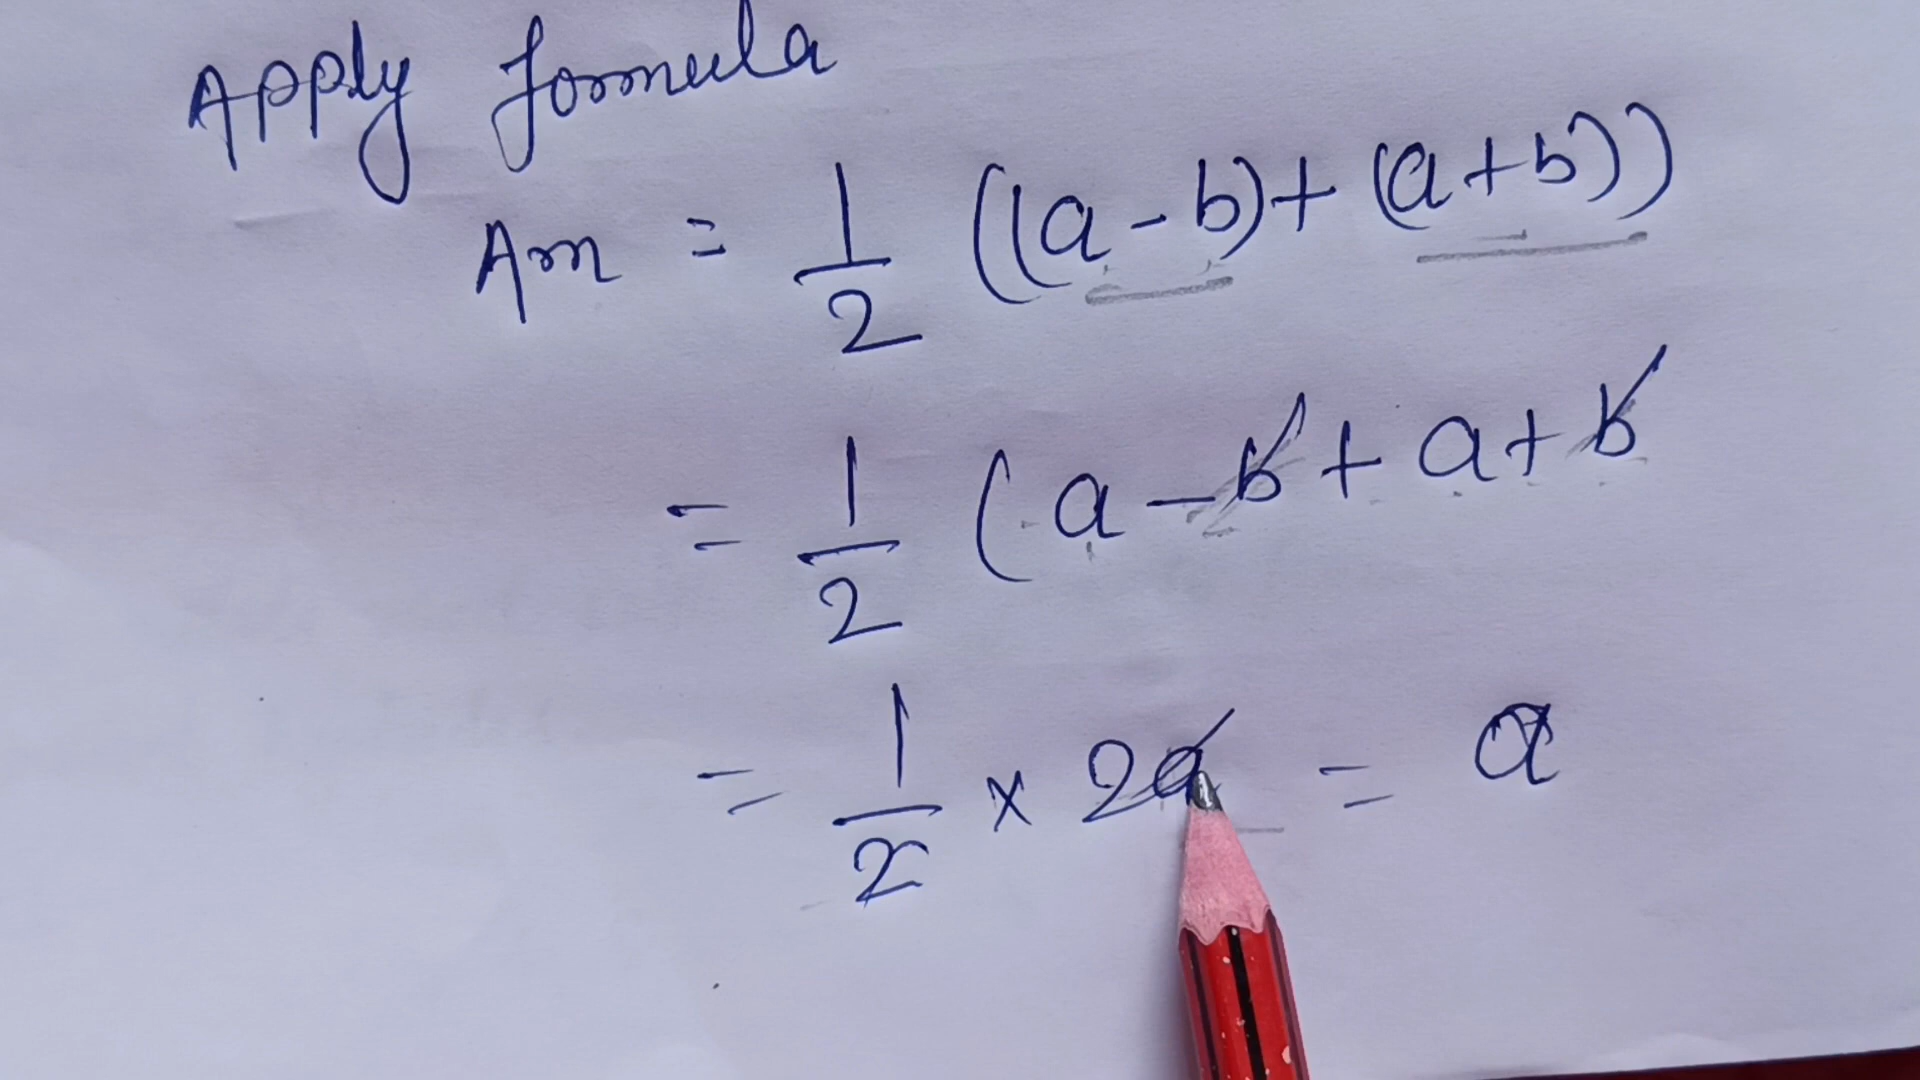 Apply formula
Am = 1/2 ((a - b) + (a + b))
= 1/2 ( a - b + a + b
= 1/2 × 2a = a